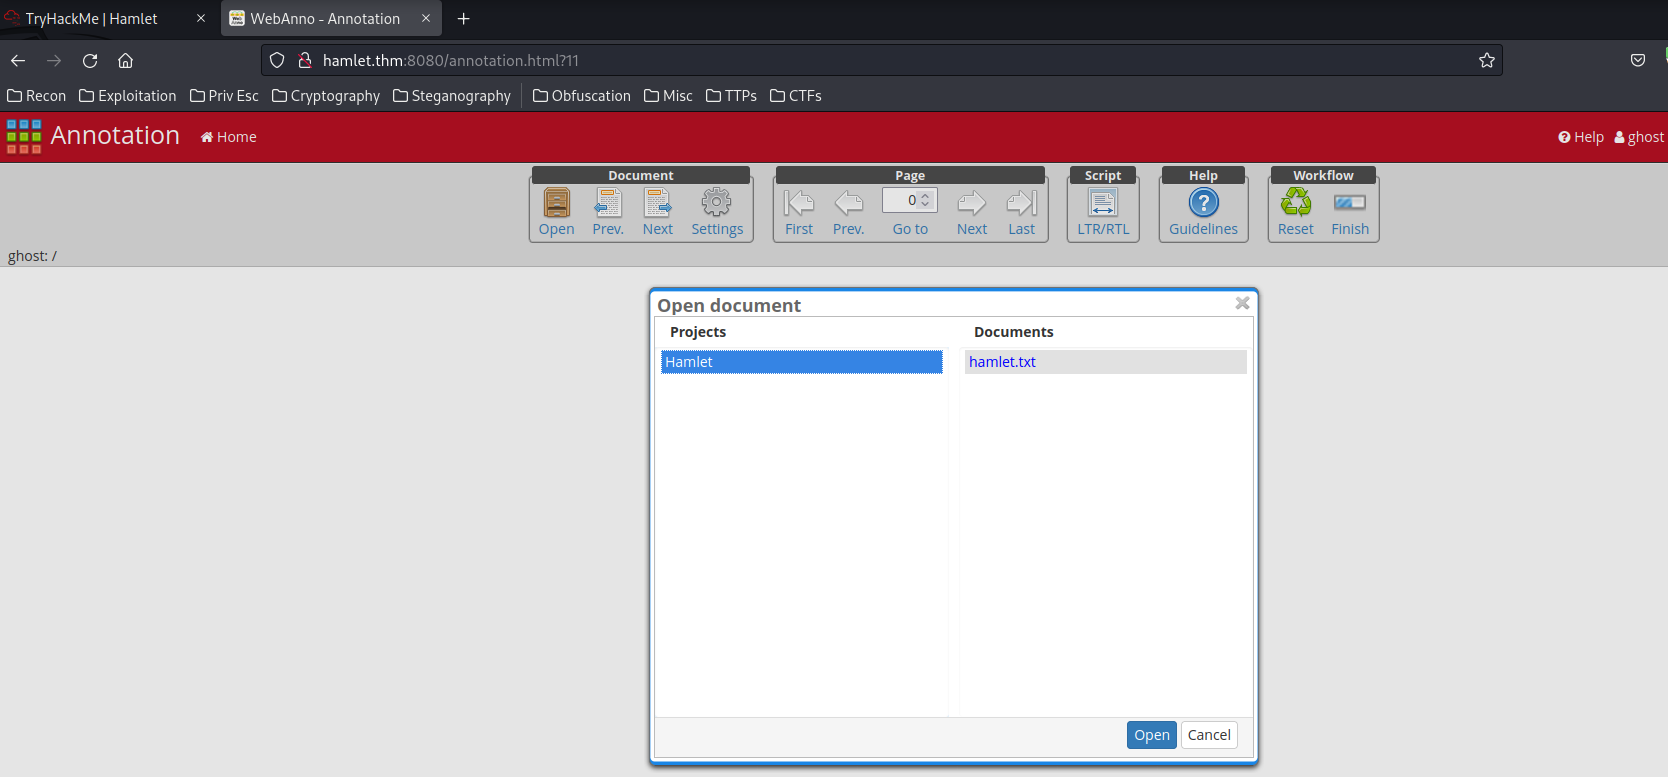 TryHackMe | Hamlet
WebAnno - Annotation
hamlet.thm:8080/annotation.html?11
Recon Exploitation Priv Esc Cryptography Steganography Obfuscation Misc TTPs CTFs
Annotation Home Help ghost
Document Page Script Help Workflow
0
Open Prev. Next Settings First Prev. Go to Next Last LTR/RTL Guidelines Reset Finish
ghost: /
Open document
Projects Documents
Hamlet hamlet.txt
Open Cancel